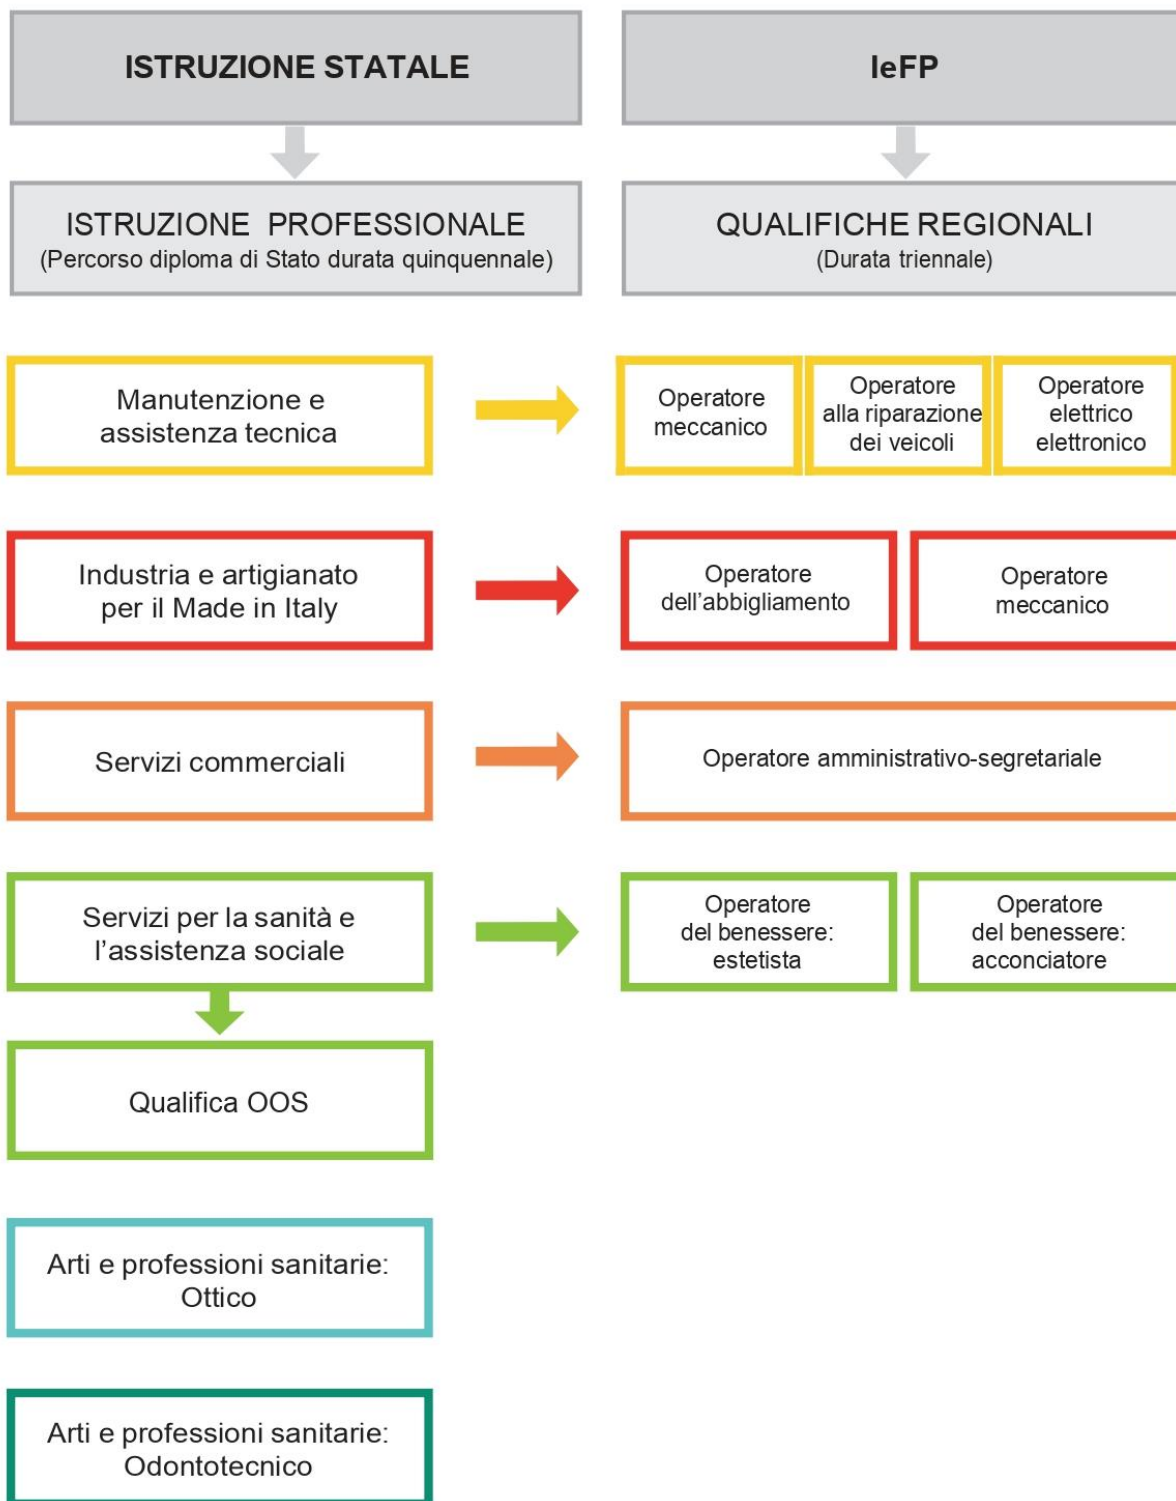 ISTRUZIONE STATALE
IeFP
ISTRUZIONE PROFESSIONALE
(Percorso diploma di Stato durata quinquennale)
QUALIFICHE REGIONALI
(Durata triennale)
Manutenzione e
assistenza tecnica
Operatore
meccanico
Operatore
alla riparazione
dei veicoli
Operatore
elettrico
elettronico
Industria e artigianato
per il Made in Italy
Operatore
dell’abbigliamento
Operatore
meccanico
Servizi commerciali
Operatore amministrativo-segretariale
Servizi per la sanità e
l’assistenza sociale
Operatore
del benessere:
estetista
Operatore
del benessere:
acconciatore
Qualifica OOS
Arti e professioni sanitarie:
Ottico
Arti e professioni sanitarie:
Odontotecnico